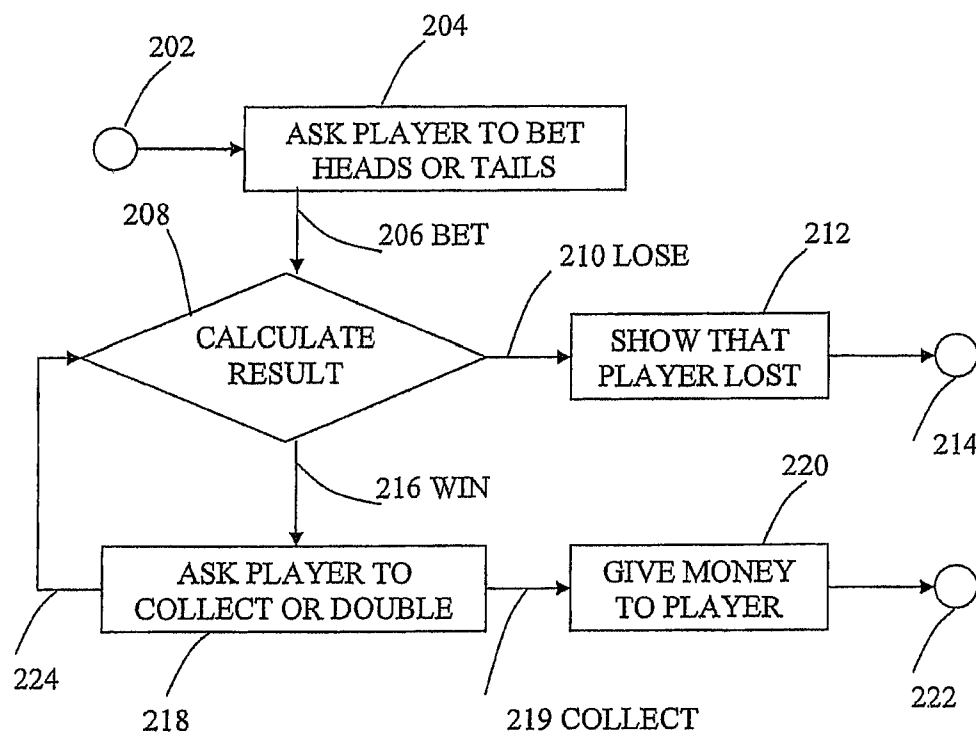 204
202
ASK PLAYER TO BET
HEADS OR TAILS
208
206 BET
212
210 LOSE
CALCULATE
RESULT
SHOW THAT
PLAYER LOST
214
216 WIN
220
ASK PLAYER TO
COLLECT OR DOUBLE
GIVE MONEY
TO PLAYER
224
218
219 COLLECT
222